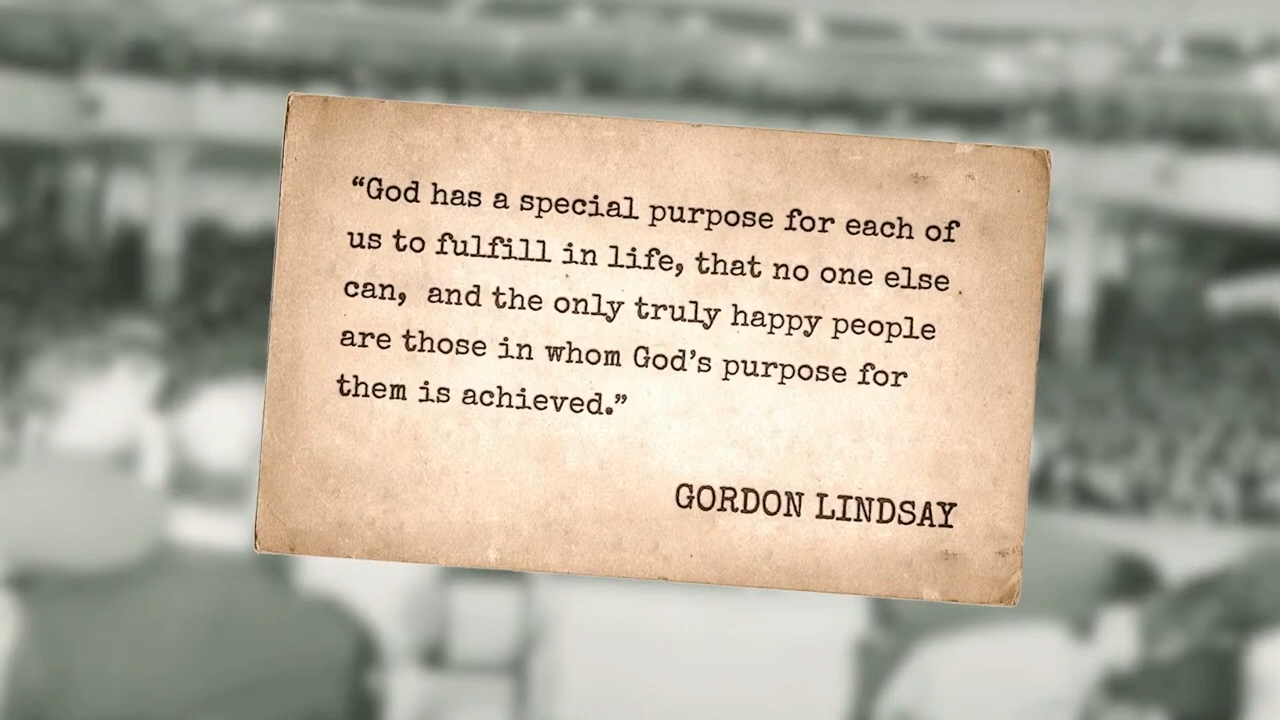 “God has a special purpose for each of
us to fulfill in life, that no one else
can,  and the only truly happy people
are those in whom God’s purpose for
them is achieved.”
GORDON LINDSAY